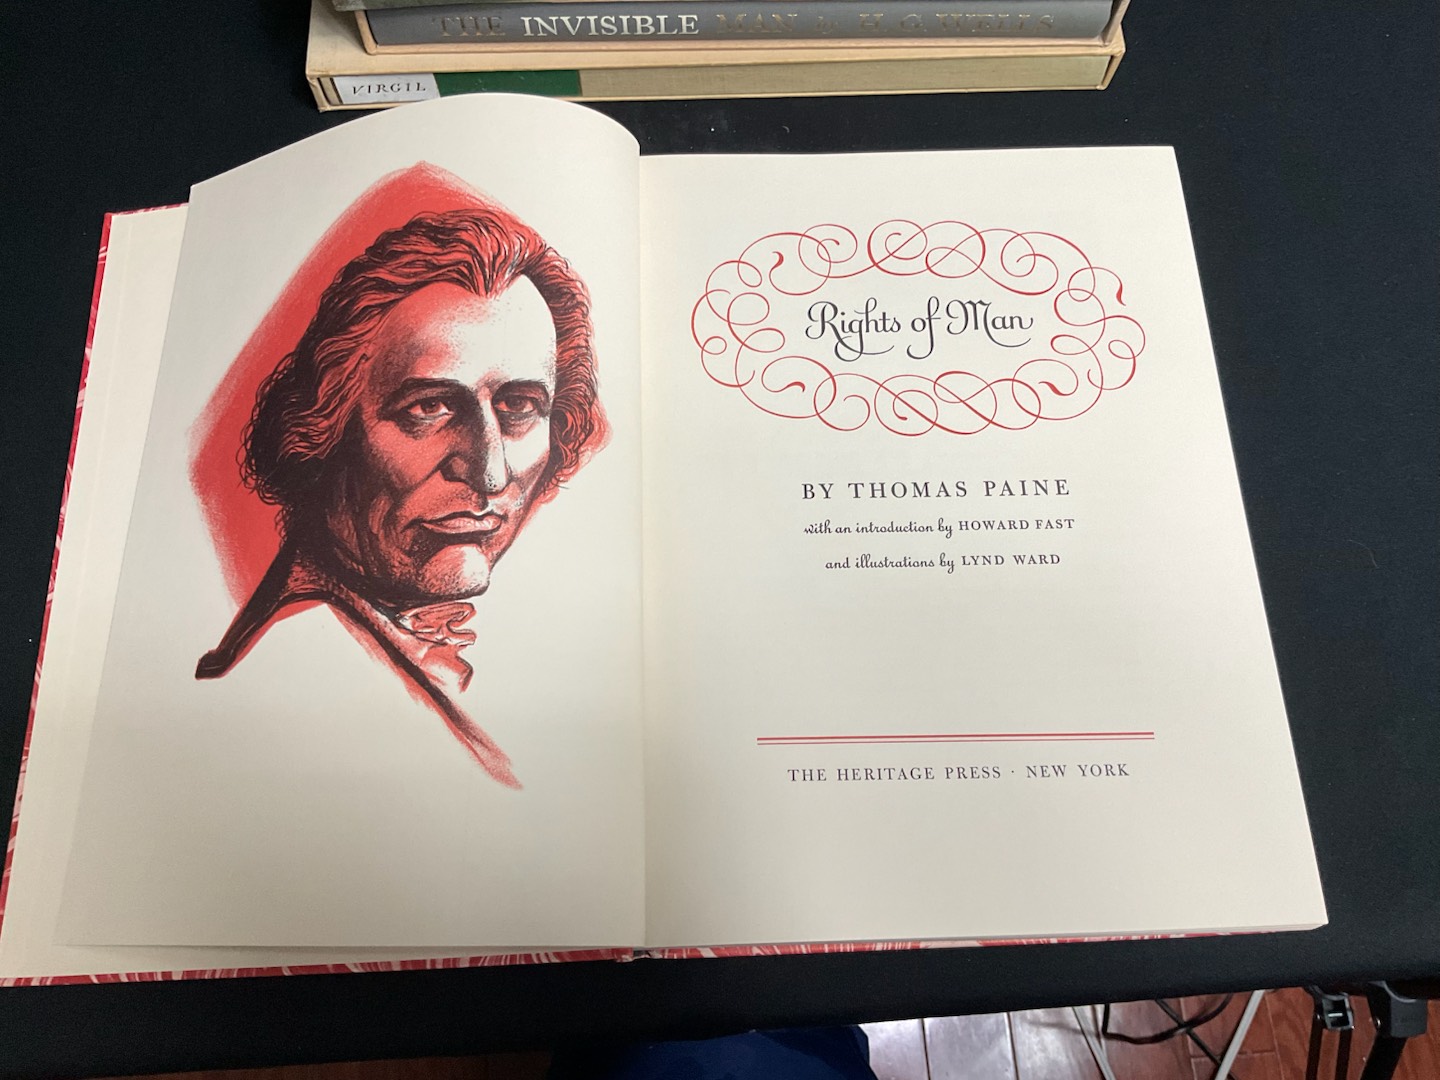 THE INVISIBLE MAN by H. G. WELLS
VIRGIL
Rights of Man
BY THOMAS PAINE
with an introduction by HOWARD FAST
and illustrations by LYND WARD
THE HERITAGE PRESS · NEW YORK